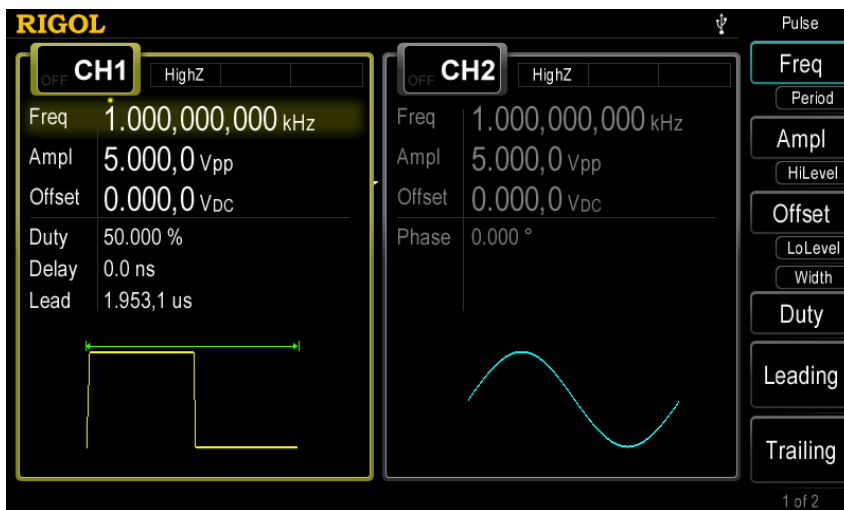 RIGOL
Pulse
OFF CH1 HighZ
Freq 1.000,000,000 kHz
Ampl 5.000,0 Vpp
Offset 0.000,0 VDC
Duty 50.000 %
Delay 0.0 ns
Lead 1.953,1 us
OFF CH2 HighZ
Freq 1.000,000,000 kHz
Ampl 5.000,0 Vpp
Offset 0.000,0 VDC
Phase 0.000 °
Freq
Period
Ampl
HiLevel
Offset
LoLevel
Width
Duty
Leading
Trailing
1 of 2